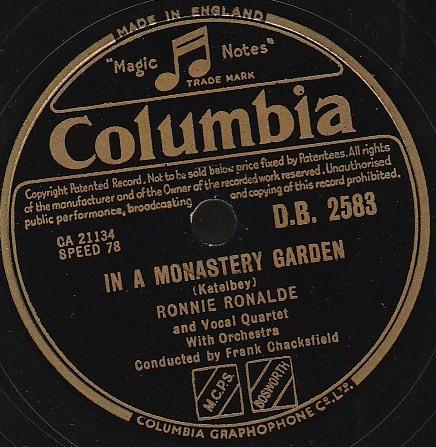 MADE IN ENGLAND
"Magic Notes"
TRADE MARK
Columbia
Copyright Patented Record. Not to be sold below price fixed by Patentees. All rights
of the manufacturer and of the Owner of the recorded work reserved. Unauthorised
public performance, broadcasting and copying of this record prohibited.
CA 21134
SPEED 78
D.B. 2583
IN A MONASTERY GARDEN
(Katelbey)
RONNIE RONALDE
and Vocal Quartet
With Orchestra
Conducted by Frank Chacksfield
M.C.P.S.
BOSWORTH
COLUMBIA GRAPHOPHONE CO. LTD.